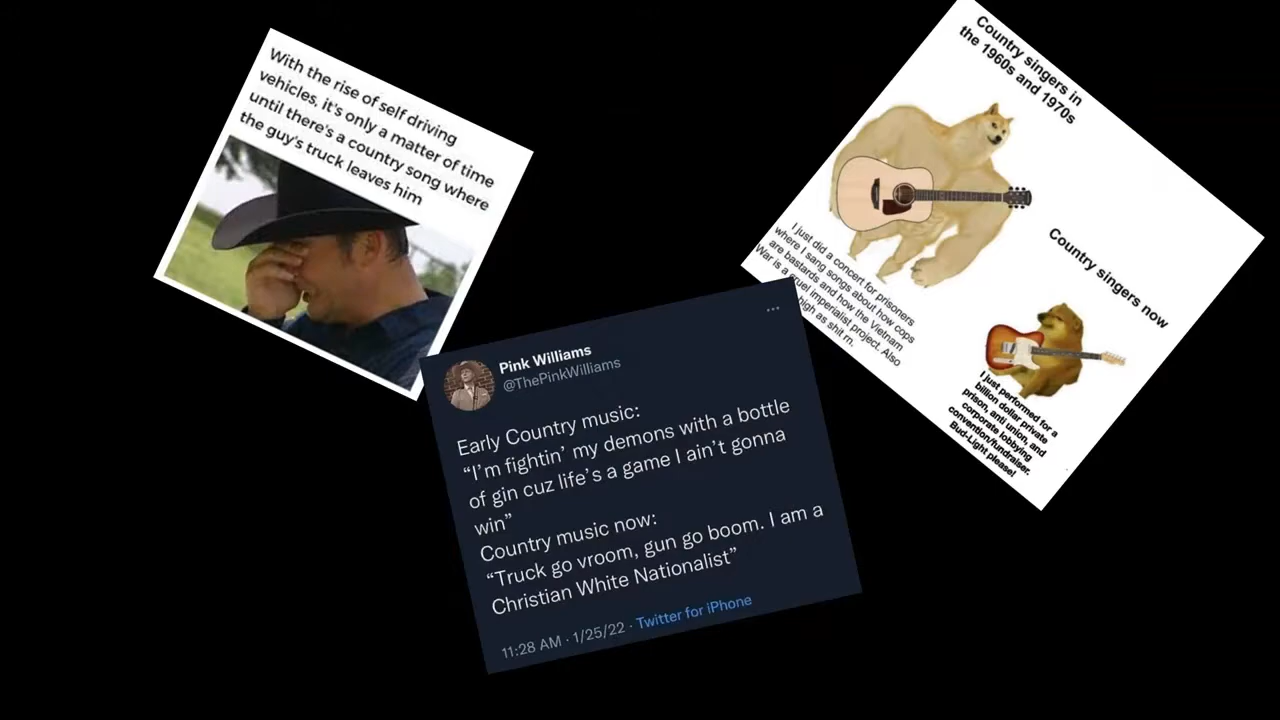 With the rise of self driving
vehicles, it's only a matter of time
until there's a country song where
the guy's truck leaves him
Country singers in
the 1960s and 1970s
I just did a concert for prisoners
where I sang songs about how cops
are bastards and how the Vietnam
War is a cruel imperialist project. Also
high as shit rn.
Country singers now
I just performed for a
billion dollar private
prison, anti union, and
corporate lobbying
convention/fundraiser.
Bud-Light please!
Pink Williams
@ThePinkWilliams
Early Country music:
“I’m fightin’ my demons with a bottle
of gin cuz life’s a game I ain’t gonna
win”
Country music now:
“Truck go vroom, gun go boom. I am a
Christian White Nationalist”
11:28 AM · 1/25/22 · Twitter for iPhone